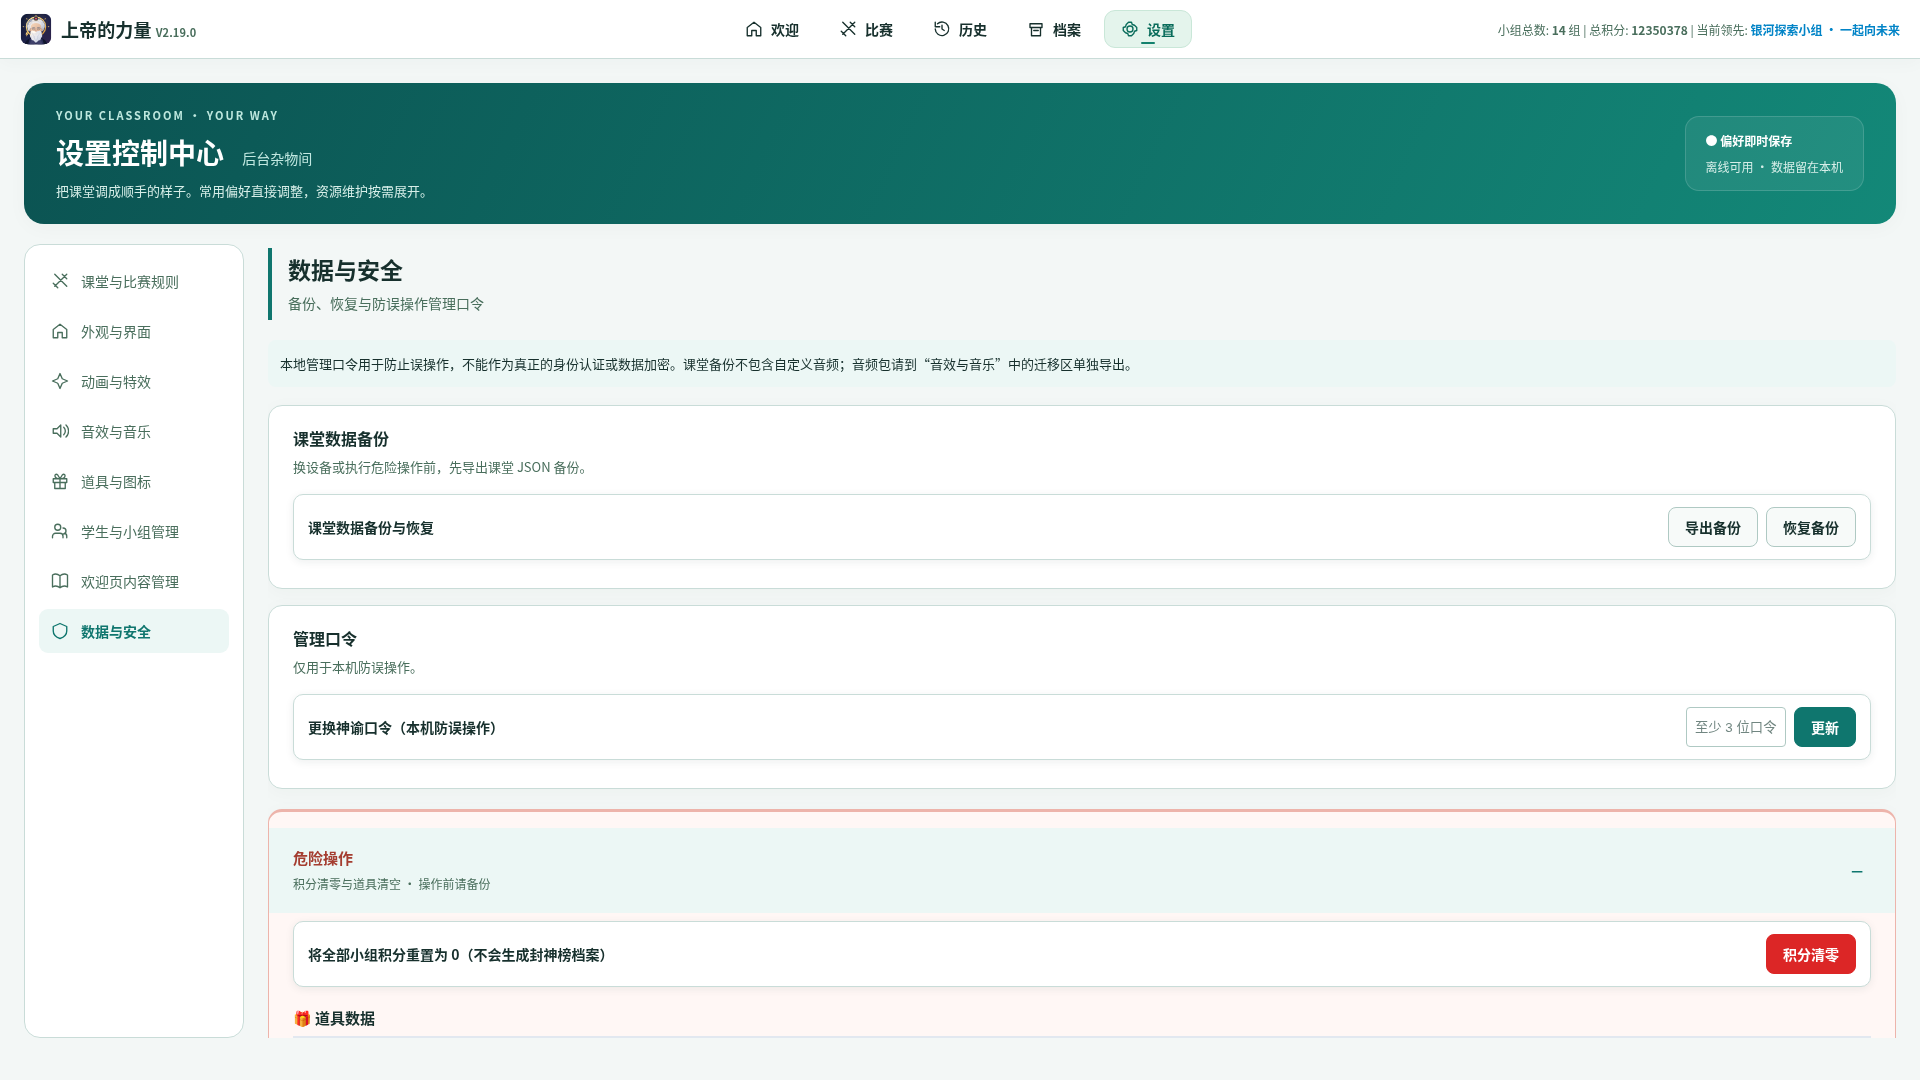 上帝的力量 V2.19.0
欢迎
比赛
历史
档案
设置
小组总数: 14 组 | 总积分: 12350378 | 当前领先: 银河探索小组 · 一起向未来
YOUR CLASSROOM · YOUR WAY
设置控制中心 后台杂物间
把课堂调成顺手的样子。常用偏好直接调整，资源维护按需展开。
偏好即时保存
离线可用 · 数据留在本机
课堂与比赛规则
外观与界面
动画与特效
音效与音乐
道具与图标
学生与小组管理
欢迎页内容管理
数据与安全
数据与安全
备份、恢复与防误操作管理口令
本地管理口令用于防止误操作，不能作为真正的身份认证或数据加密。课堂备份不包含自定义音频；音频包请到“音效与音乐”中的迁移区单独导出。
课堂数据备份
换设备或执行危险操作前，先导出课堂 JSON 备份。
课堂数据备份与恢复
导出备份
恢复备份
管理口令
仅用于本机防误操作。
更换神谕口令（本机防误操作）
至少 3 位口令
更新
危险操作
积分清零与道具清空 · 操作前请备份
将全部小组积分重置为 0（不会生成封神榜档案）
积分清零
道具数据